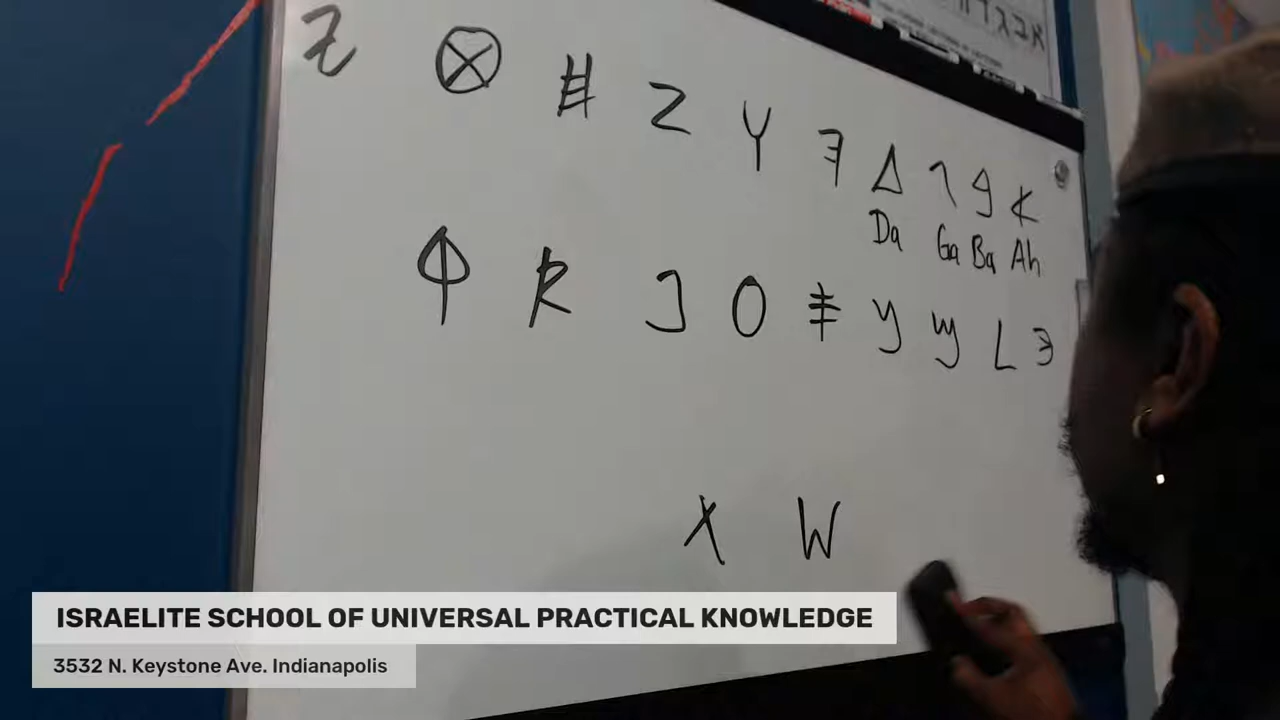 𐤀 𐤁 𐤂 𐤃 𐤄 𐤅 𐤆 𐤇 𐤈 𐤉
Ah Ba Ga Da
𐤊 𐤋 𐤌 𐤍 𐤎 𐤏 𐤐 𐤑 𐤒
𐤔 𐤕
ISRAELITE SCHOOL OF UNIVERSAL PRACTICAL KNOWLEDGE
3532 N. Keystone Ave. Indianapolis